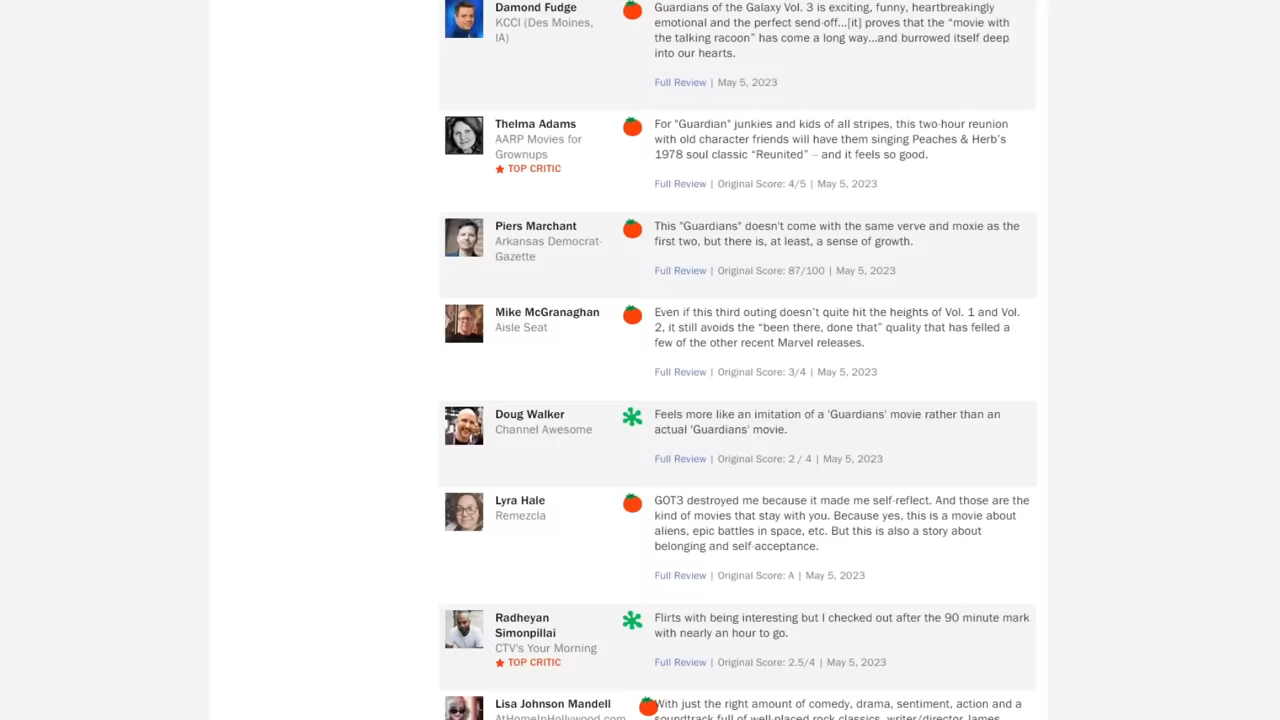 Damond Fudge
KCCI (Des Moines,
IA)
Guardians of the Galaxy Vol. 3 is exciting, funny, heartbreakingly
emotional and the perfect send-off...[it] proves that the “movie with
the talking racoon” has come a long way...and burrowed itself deep
into our hearts.
Full Review | May 5, 2023
Thelma Adams
AARP Movies for
Grownups
TOP CRITIC
For "Guardian" junkies and kids of all stripes, this two-hour reunion
with old character friends will have them singing Peaches & Herb’s
1978 soul classic “Reunited” – and it feels so good.
Full Review | Original Score: 4/5 | May 5, 2023
Piers Marchant
Arkansas Democrat-
Gazette
This "Guardians" doesn't come with the same verve and moxie as the
first two, but there is, at least, a sense of growth.
Full Review | Original Score: 87/100 | May 5, 2023
Mike McGranaghan
Aisle Seat
Even if this third outing doesn’t quite hit the heights of Vol. 1 and Vol.
2, it still avoids the “been there, done that” quality that has felled a
few of the other recent Marvel releases.
Full Review | Original Score: 3/4 | May 5, 2023
Doug Walker
Channel Awesome
Feels more like an imitation of a 'Guardians' movie rather than an
actual 'Guardians' movie.
Full Review | Original Score: 2 / 4 | May 5, 2023
Lyra Hale
Remezcla
GOT3 destroyed me because it made me self-reflect. And those are the
kind of movies that stay with you. Because yes, this is a movie about
aliens, epic battles in space, etc. But this is also a story about
belonging and self-acceptance.
Full Review | Original Score: A | May 5, 2023
Radheyan
Simonpillai
CTV's Your Morning
TOP CRITIC
Flirts with being interesting but I checked out after the 90 minute mark
with nearly an hour to go.
Full Review | Original Score: 2.5/4 | May 5, 2023
Lisa Johnson Mandell
AtHomeInHollywood.com
With just the right amount of comedy, drama, sentiment, action and a
soundtrack full of well-placed rock classics, writer/director James